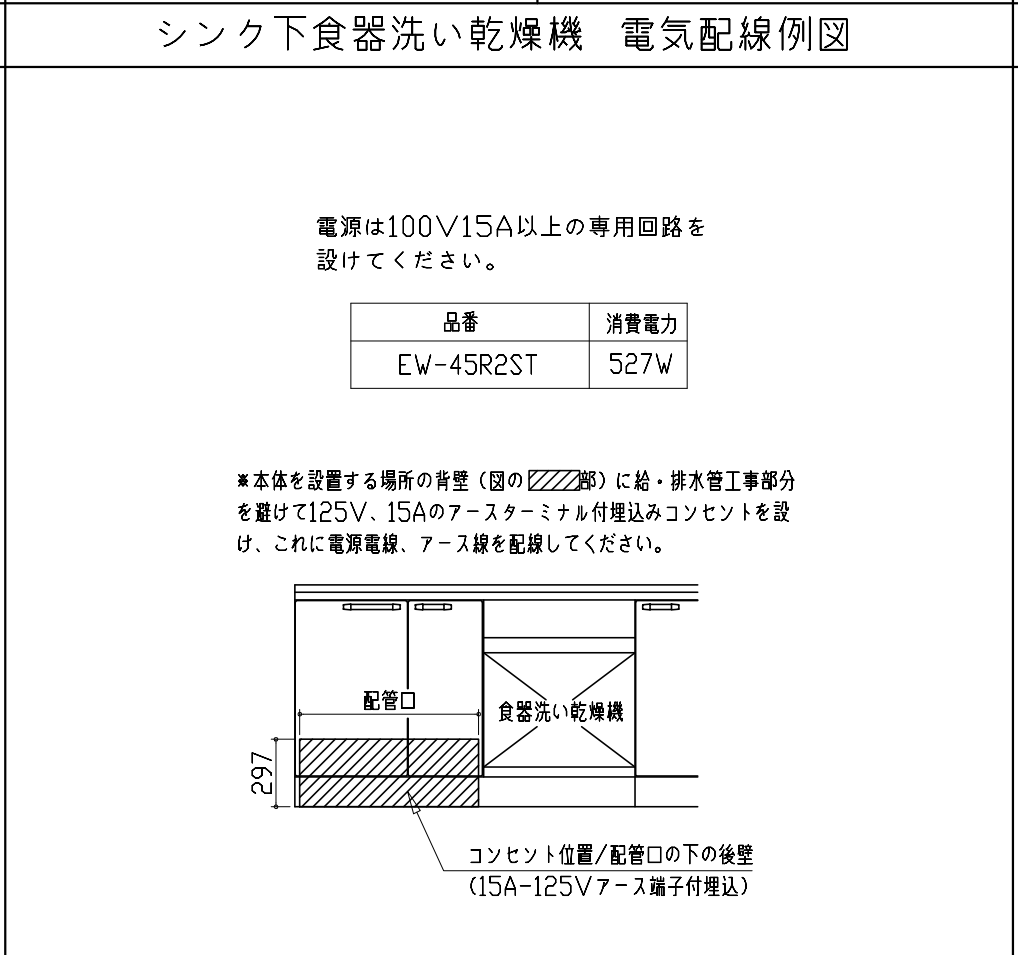 シンク下食器洗い乾燥機 電気配線例図
電源は100V15A以上の専用回路を
設けてください。
品番 消費電力
EW-45R2ST 527W
※本体を設置する場所の背壁(図の 部)に給・排水管工事部分
を避けて125V、15Aのアースターミナル付埋込みコンセントを設
け、これに電源電線、アース線を配線してください。
配管口
食器洗い乾燥機
297
コンセント位置/配管口の下の後壁
(15A-125Vアース端子付埋込)